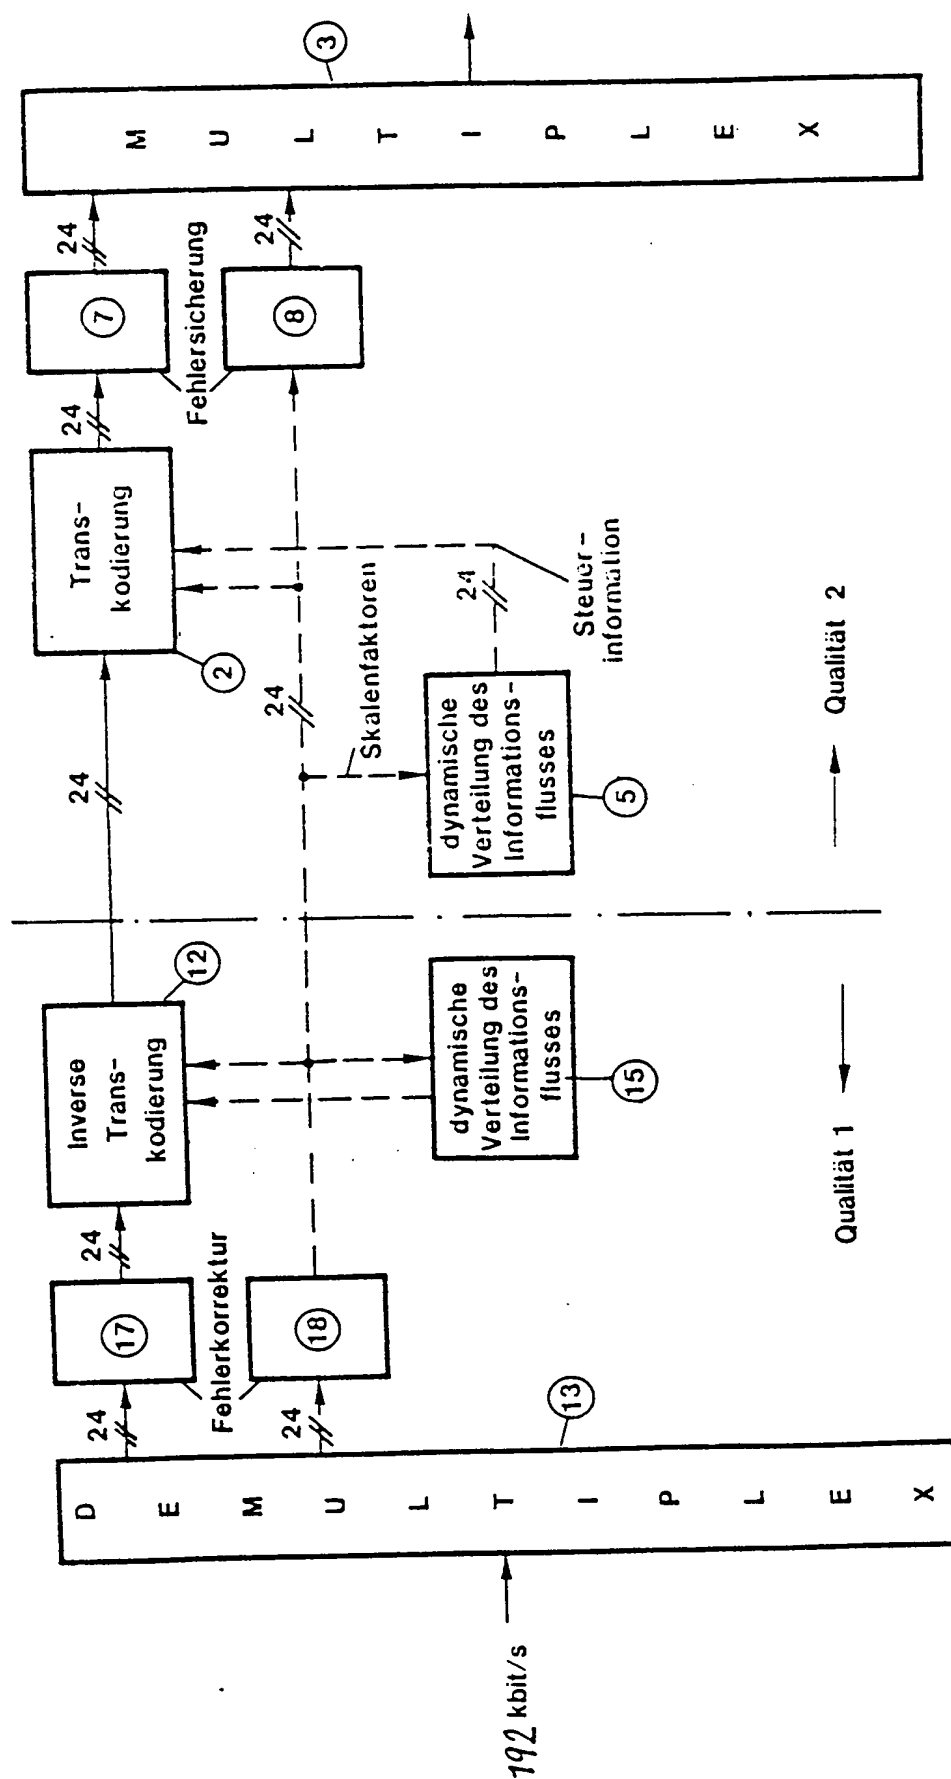 192 kbit/s
DEMULTIPLEX
13
24
24
17
Fehlerkorrektur
18
24
Inverse
Trans-
kodierung
12
dynamische
Verteilung des
Informations-
flusses
15
24
24
Skalenfaktoren
dynamische
Verteilung des
Informations-
flusses
5
24
Steuer-
information
Trans-
kodierung
2
24
7
Fehlersicherung
8
24
24
MULTIPLEX
3
Qualität 1
Qualität 2